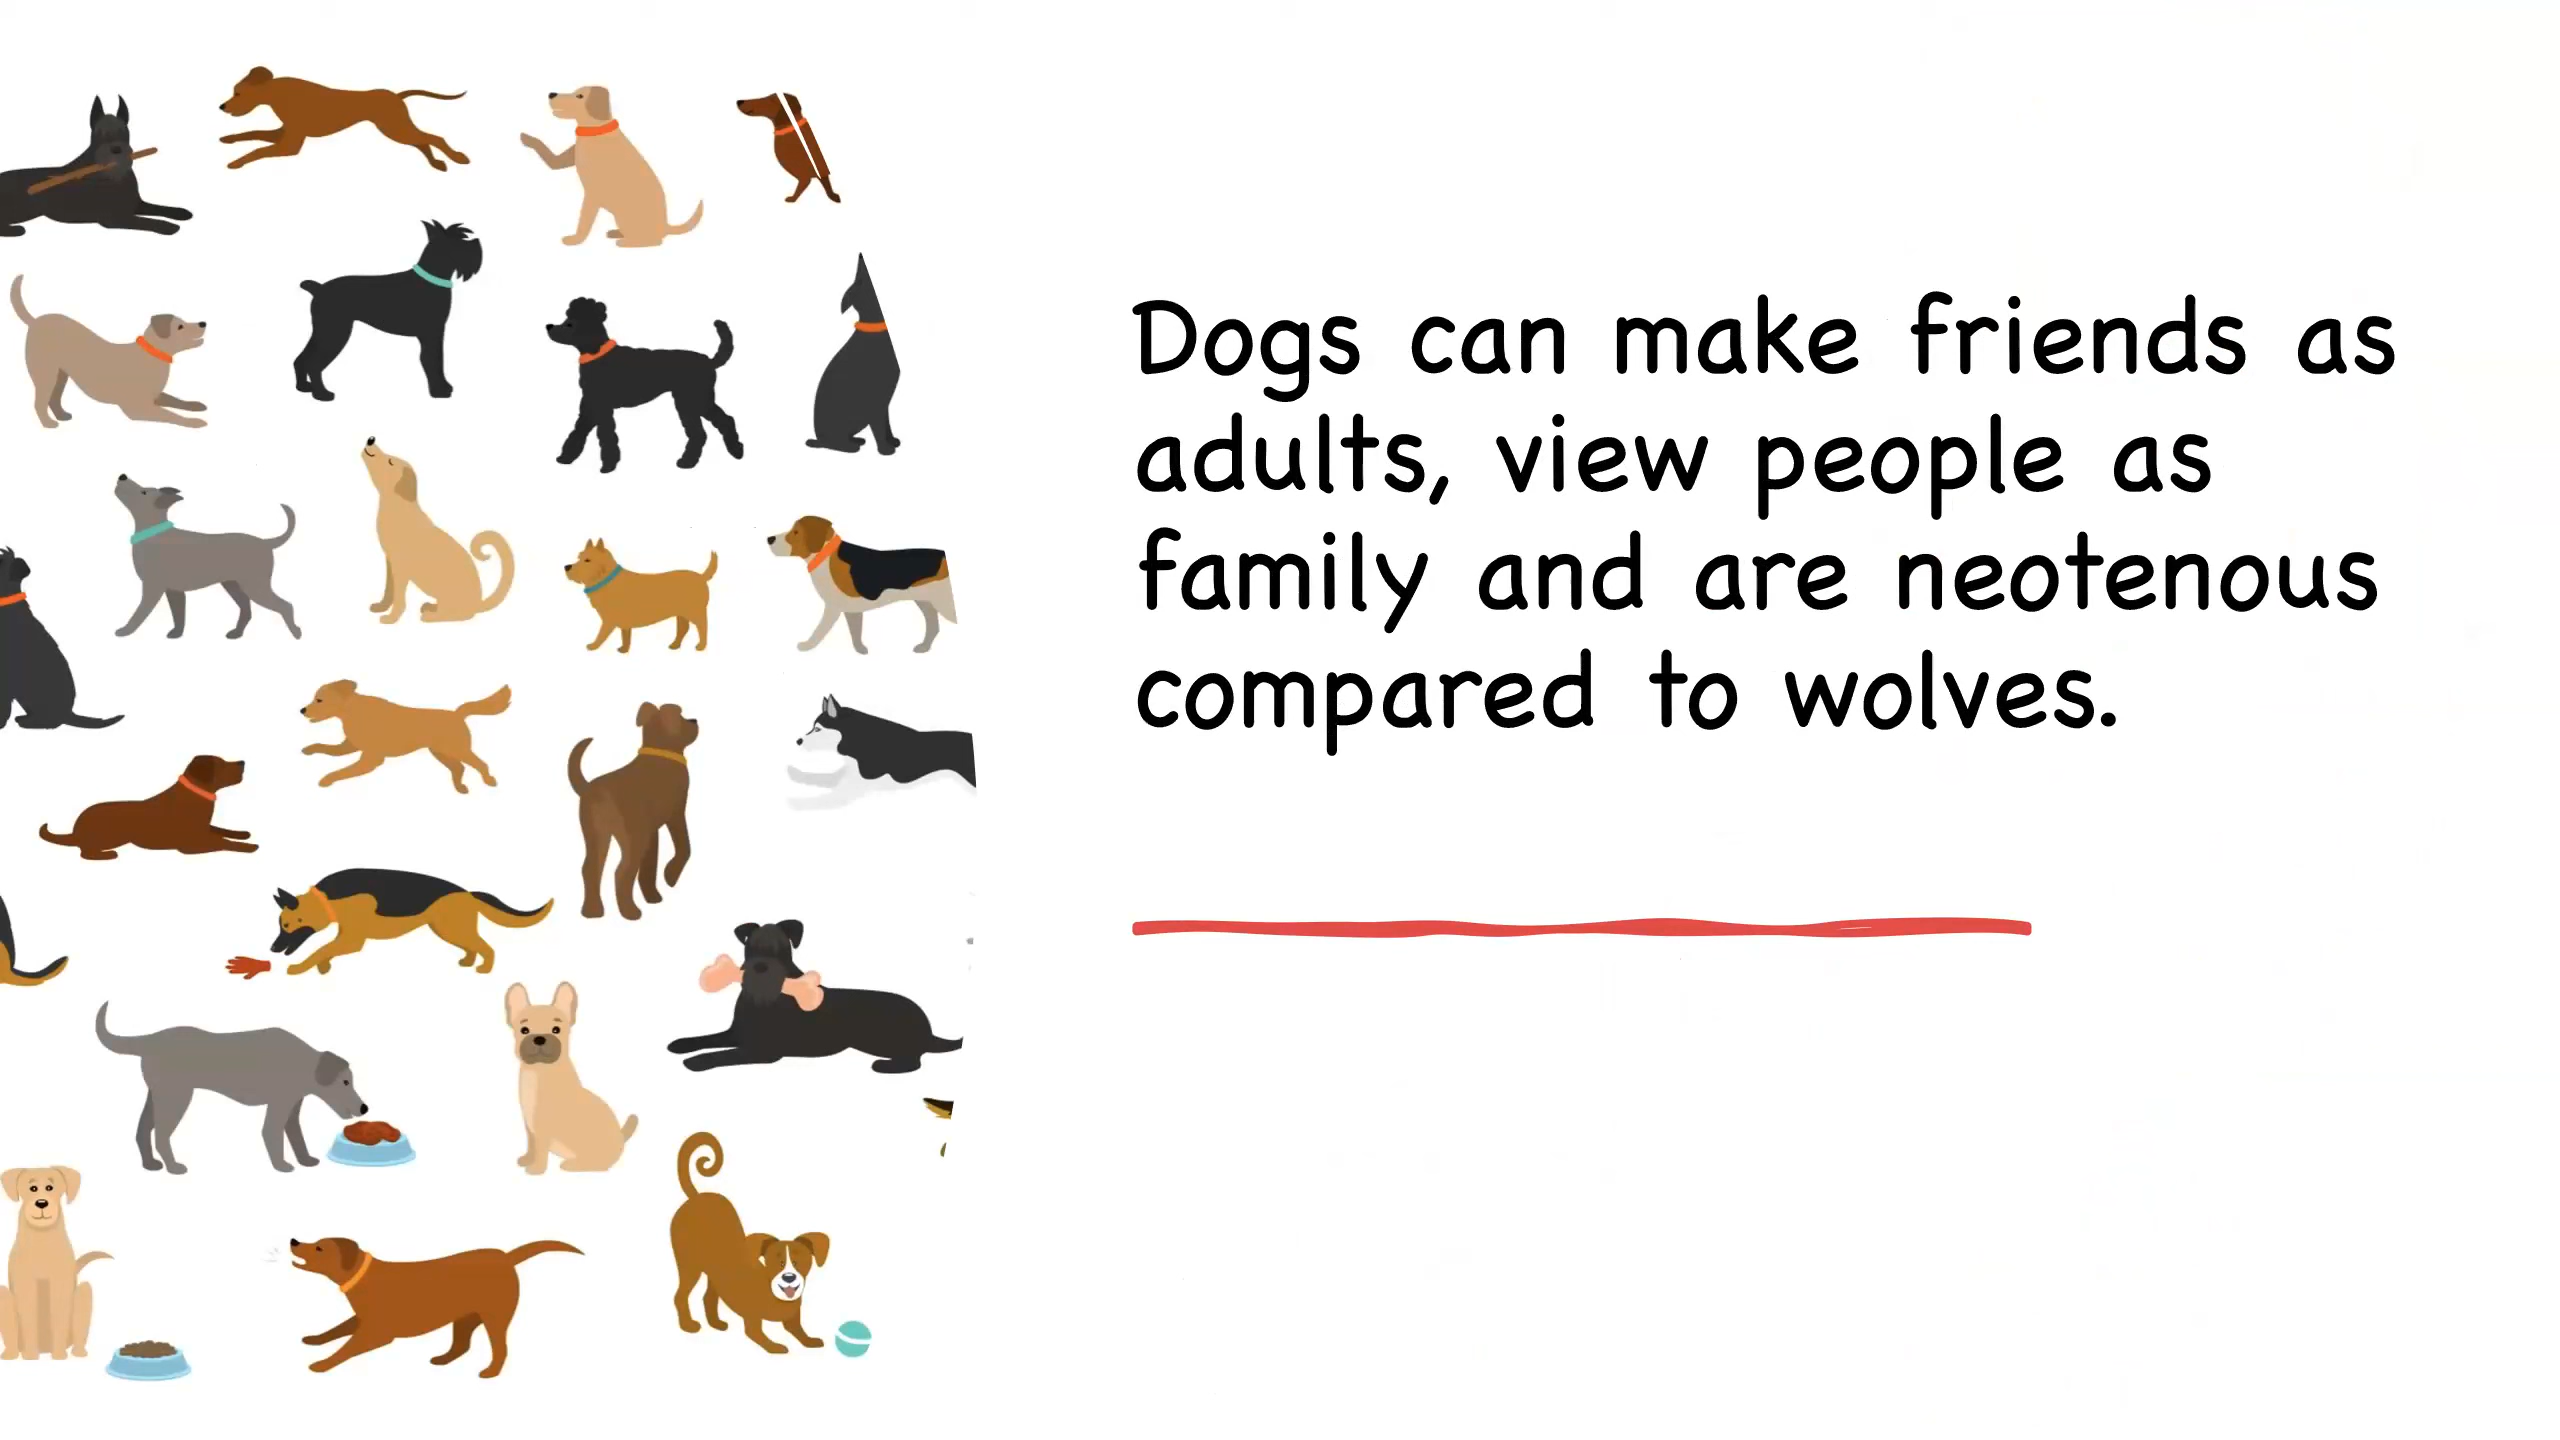 Dogs can make friends as
adults, view people as
family and are neotenous
compared to wolves.